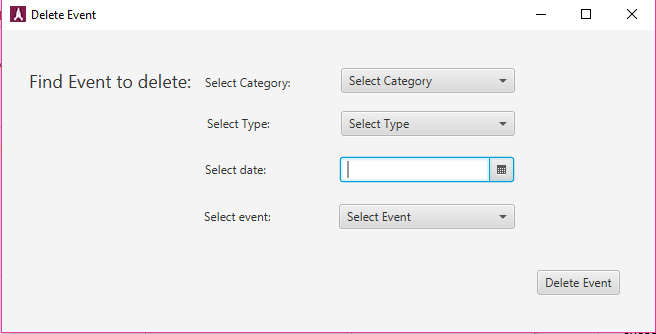 Delete Event
Find Event to delete:
Select Category:
Select Category
Select Type:
Select Type
Select date:
Select event:
Select Event
Delete Event